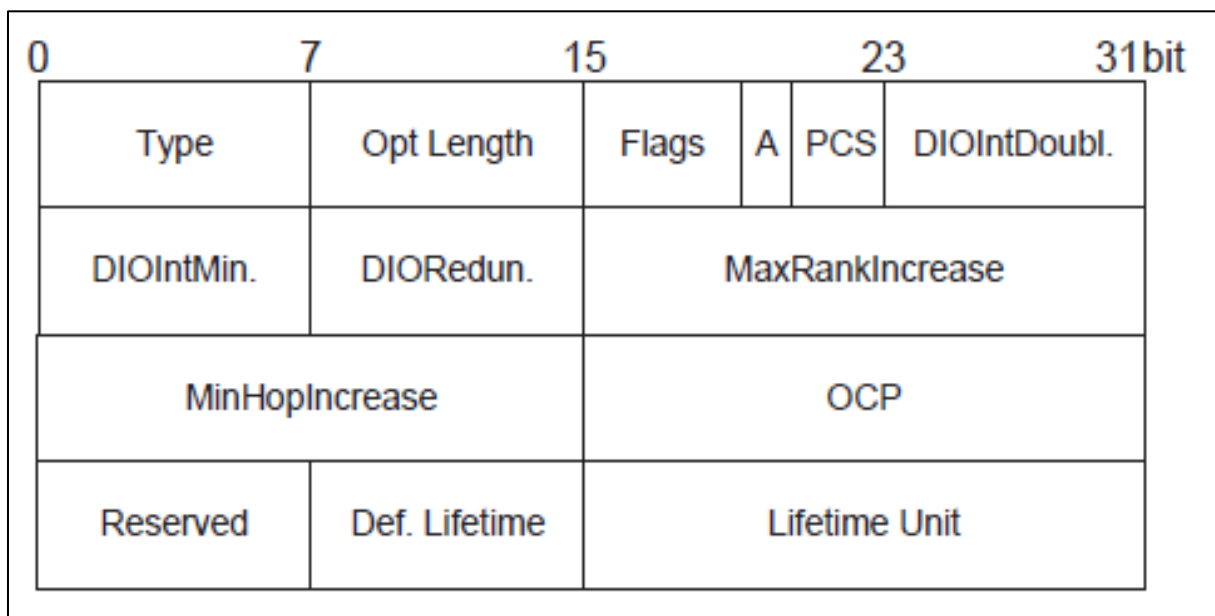 0 7 15 23 31bit
Type Opt Length Flags A PCS DIOIntDoubl.
DIOIntMin. DIORedun. MaxRankIncrease
MinHopIncrease OCP
Reserved Def. Lifetime Lifetime Unit